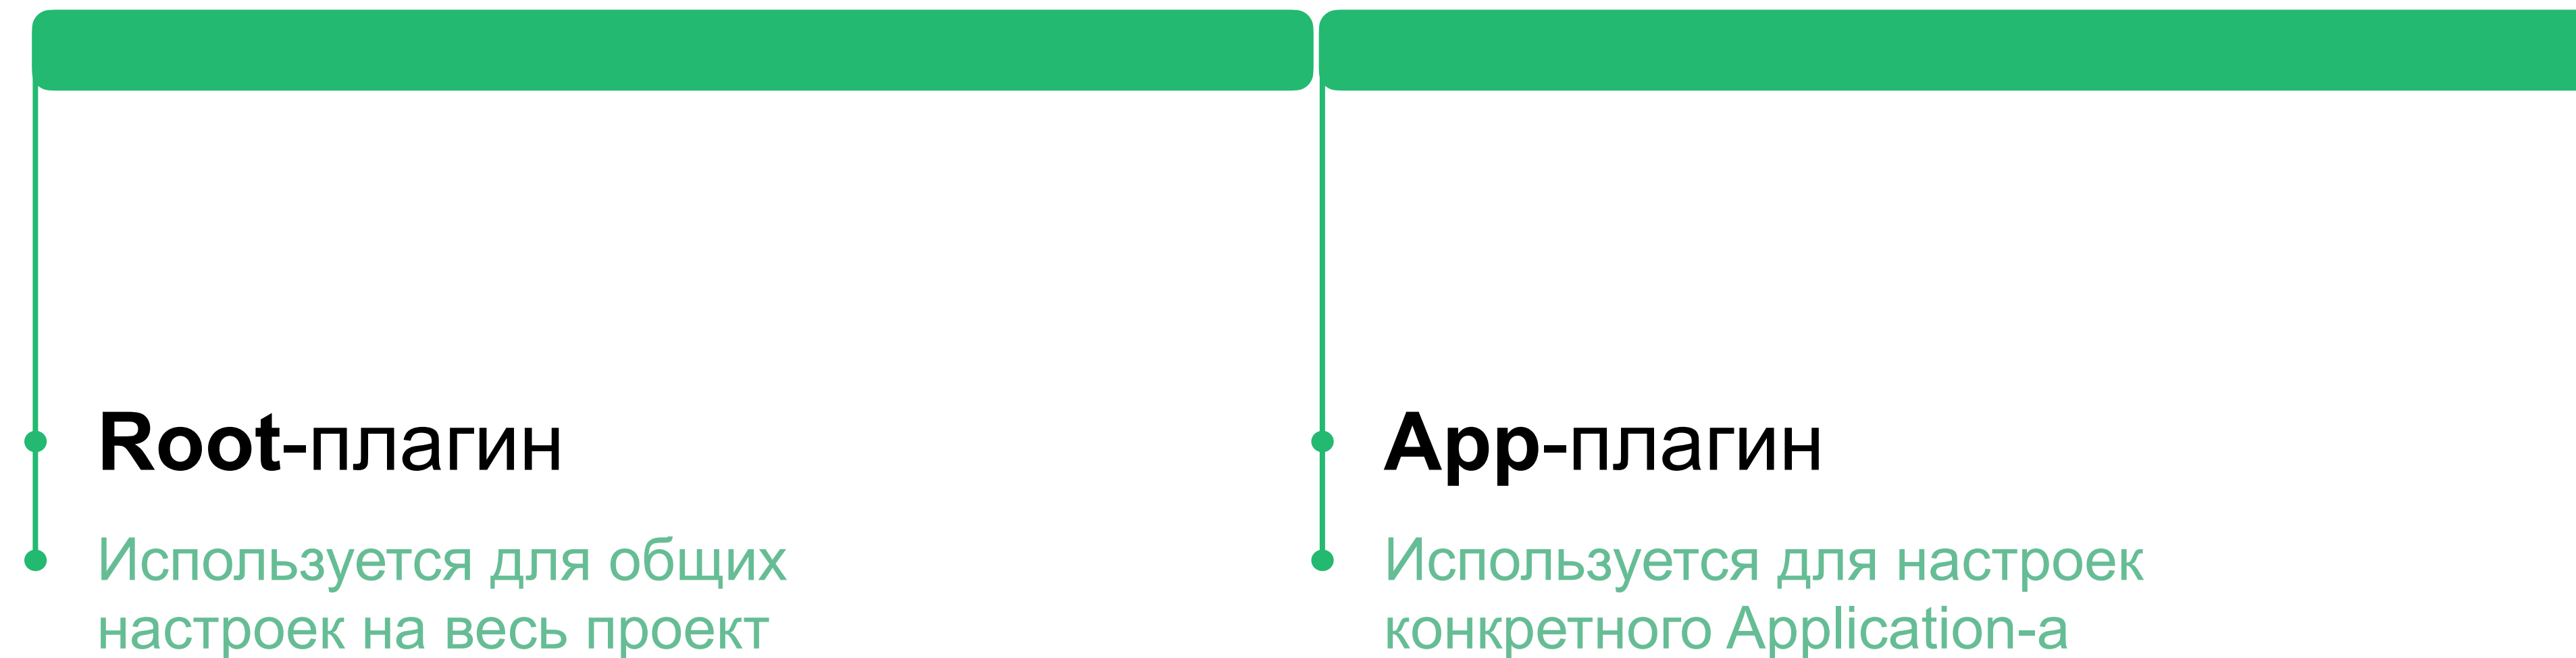 Root-плагин
Используется для общих
настроек на весь проект
App-плагин
Используется для настроек
конкретного Application-а